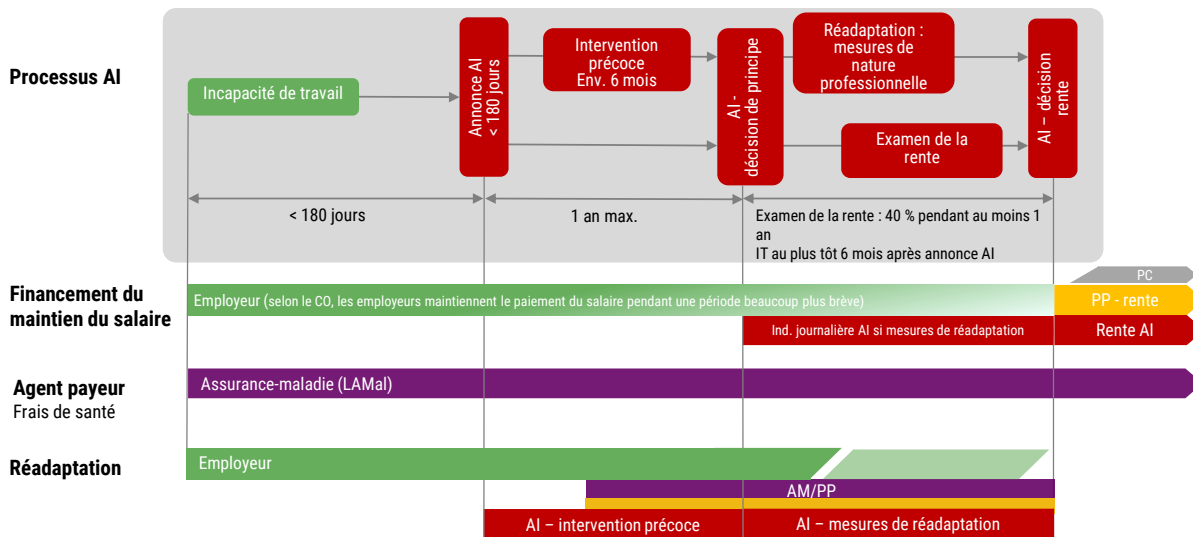 Processus AI
Incapacité de travail
Annonce AI
< 180 jours
Intervention
précoce
Env. 6 mois
AI -
décision de principe
Réadaptation :
mesures de
nature
professionnelle
Examen de la
rente
AI – décision
rente
< 180 jours
1 an max.
Examen de la rente : 40 % pendant au moins 1
an
IT au plus tôt 6 mois après annonce AI
Financement du
maintien du salaire
Employeur (selon le CO, les employeurs maintiennent le paiement du salaire pendant une période beaucoup plus brève)
PC
PP - rente
Ind. journalière AI si mesures de réadaptation
Rente AI
Agent payeur
Frais de santé
Assurance-maladie (LAMal)
Réadaptation
Employeur
AM/PP
AI – intervention précoce
AI – mesures de réadaptation